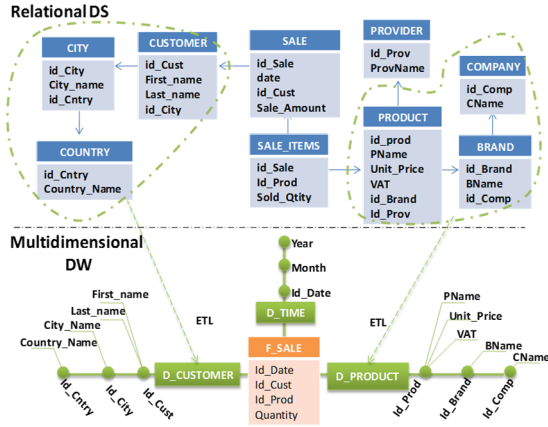 Relational DS
CITY
id_City
City_name
id_Cntry
CUSTOMER
id_Cust
First_name
Last_name
id_City
SALE
id_Sale
date
id_Cust
Sale_Amount
PROVIDER
Id_Prov
ProvName
COMPANY
id_Comp
CName
COUNTRY
id_Cntry
Country_Name
SALE_ITEMS
id_Sale
Id_Prod
Sold_Qtity
PRODUCT
id_prod
PName
Unit_Price
VAT
id_Brand
Id_Prov
BRAND
id_Brand
BName
id_Comp
Multidimensional
DW
Year
Month
Id_Date
D_TIME
ETL
ETL
First_name
Last_name
City_Name
Country_Name
D_CUSTOMER
Id_Cntry
Id_City
Id_Cust
F_SALE
Id_Date
Id_Cust
Id_Prod
Quantity
D_PRODUCT
PName
Unit_Price
VAT
BName
CName
Id_Prod
Id_Brand
Id_Comp